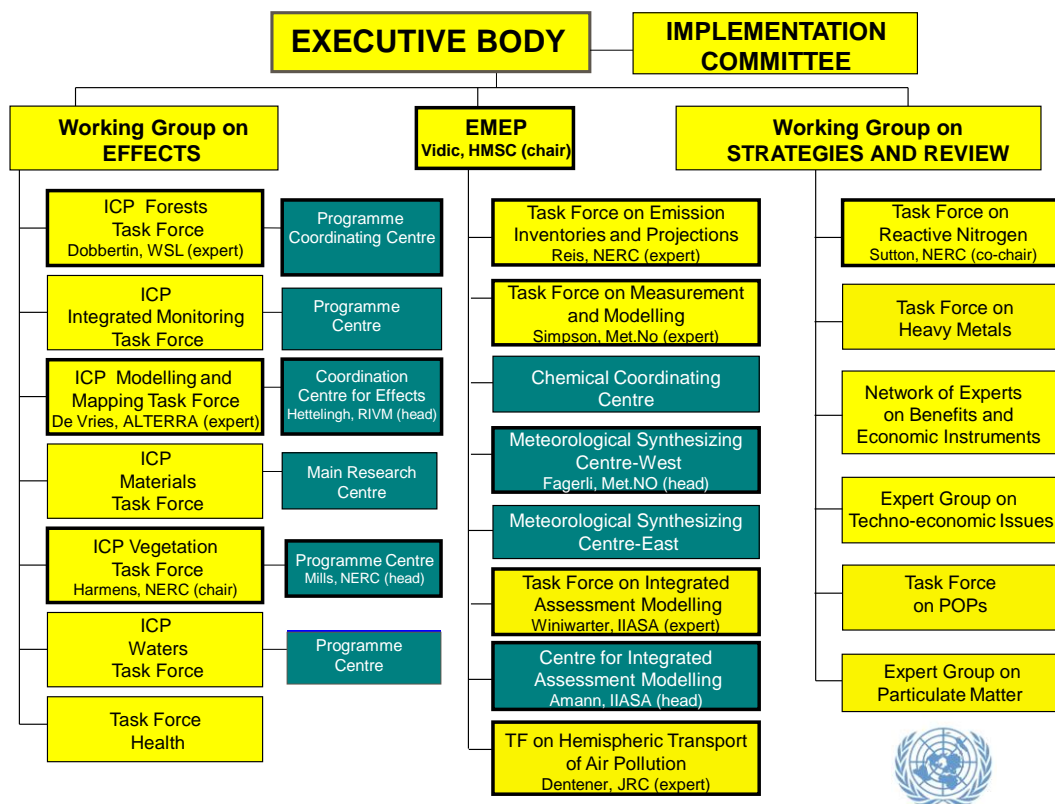 EXECUTIVE BODY
IMPLEMENTATION
COMMITTEE
Working Group on
EFFECTS
EMEP
Vidic, HMSC (chair)
Working Group on
STRATEGIES AND REVIEW
ICP Forests
Task Force
Dobbertin, WSL (expert)
Programme
Coordinating Centre
ICP
Integrated Monitoring
Task Force
Programme
Centre
ICP Modelling and
Mapping Task Force
De Vries, ALTERRA (expert)
Coordination
Centre for Effects
Hettelingh, RIVM (head)
ICP
Materials
Task Force
Main Research
Centre
ICP Vegetation
Task Force
Harmens, NERC (chair)
Programme Centre
Mills, NERC (head)
ICP
Waters
Task Force
Programme
Centre
Task Force
Health
Task Force on Emission
Inventories and Projections
Reis, NERC (expert)
Task Force on Measurement
and Modelling
Simpson, Met.No (expert)
Chemical Coordinating
Centre
Meteorological Synthesizing
Centre-West
Fagerli, Met.NO (head)
Meteorological Synthesizing
Centre-East
Task Force on Integrated
Assessment Modelling
Winiwarter, IIASA (expert)
Centre for Integrated
Assessment Modelling
Amann, IIASA (head)
TF on Hemispheric Transport
of Air Pollution
Dentener, JRC (expert)
Task Force on
Reactive Nitrogen
Sutton, NERC (co-chair)
Task Force on
Heavy Metals
Network of Experts
on Benefits and
Economic Instruments
Expert Group on
Techno-economic Issues
Task Force
on POPs
Expert Group on
Particulate Matter